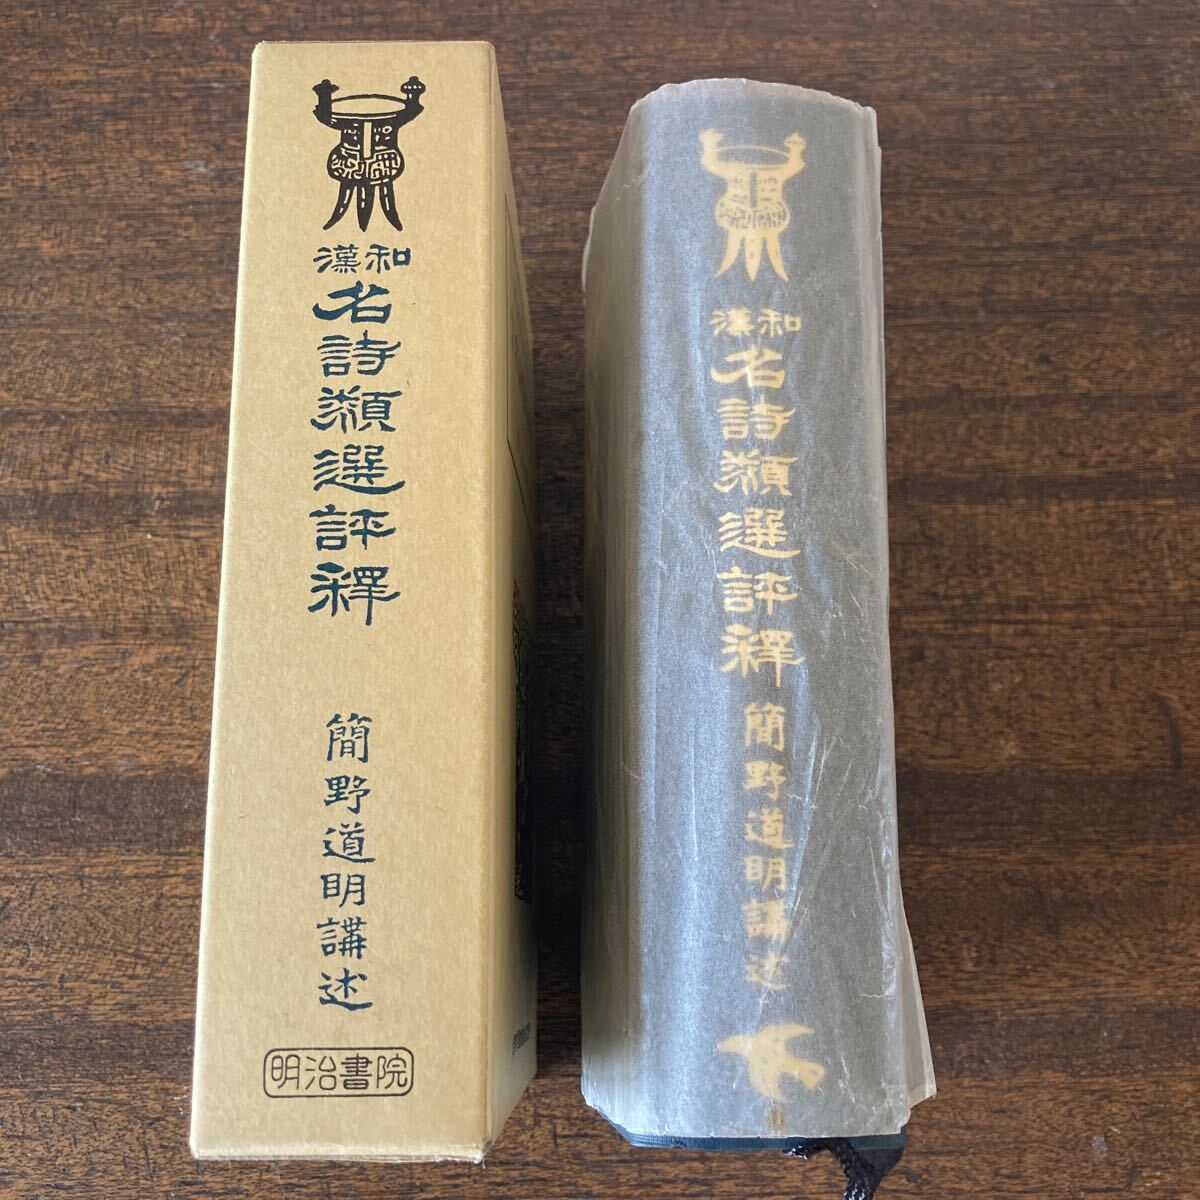 和漢
名詩類選評釋
簡野道明講述
明治書院
和漢
名詩類選評釋
簡野道明講述